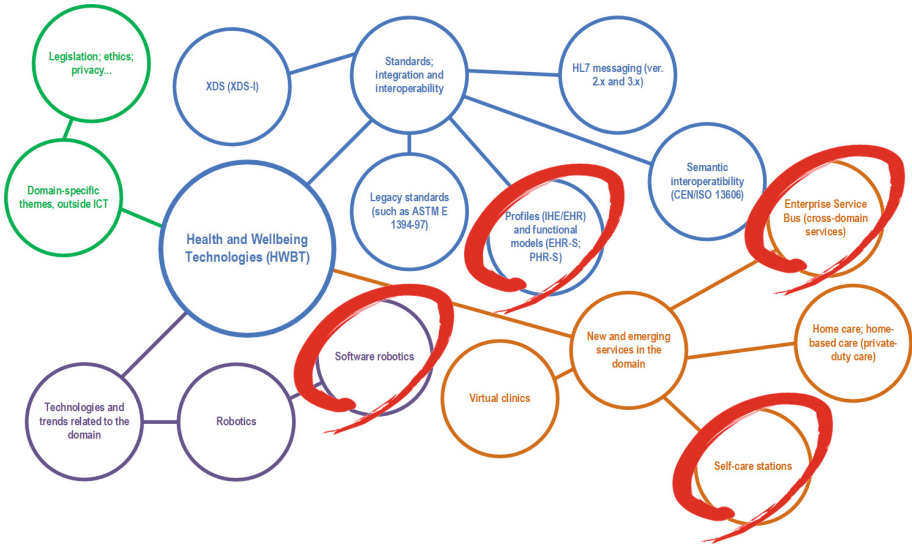 Legislation; ethics;
privacy...
XDS (XDS-I)
Standards;
integration and
interoperability
HL7 messaging (ver.
2.x and 3.x)
Domain-specific
themes, outside ICT
Health and Wellbeing
Technologies (HWBT)
Legacy standards
(such as ASTM E
1394-97)
Profiles (IHE/EHR)
and functional
models (EHR-S;
PHR-S)
Semantic
interoperatibility
(CEN/ISO 13606)
Enterprise Service
Bus (cross-domain
services)
Software robotics
New and emerging
services in the
domain
Home care; home-
based care (private-
duty care)
Technologies and
trends related to the
domain
Robotics
Virtual clinics
Self-care stations